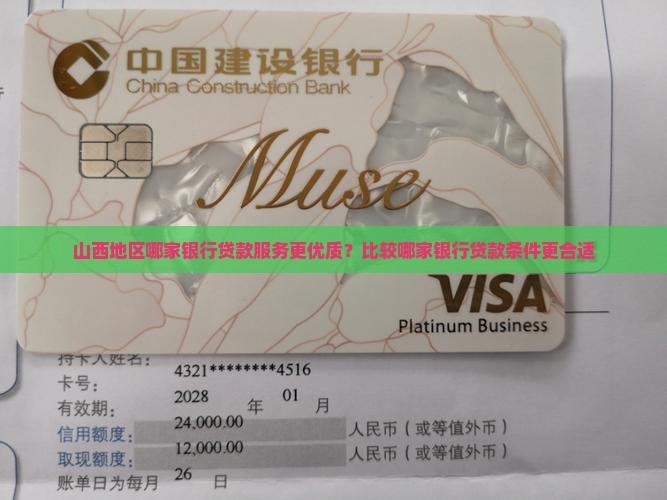 中国建设银行
China Construction Bank
Muse
山西地区哪家银行贷款服务更优质？比较哪家银行贷款条件更合适
VISA
Platinum Business
持卡人姓名：
卡号： 4321********4516
有效期： 2028 年 01 月
信用额度： 24,000.00 人民币（或等值外币）
取现额度： 12,000.00 人民币（或等值外币）
账单日为每月 26 日